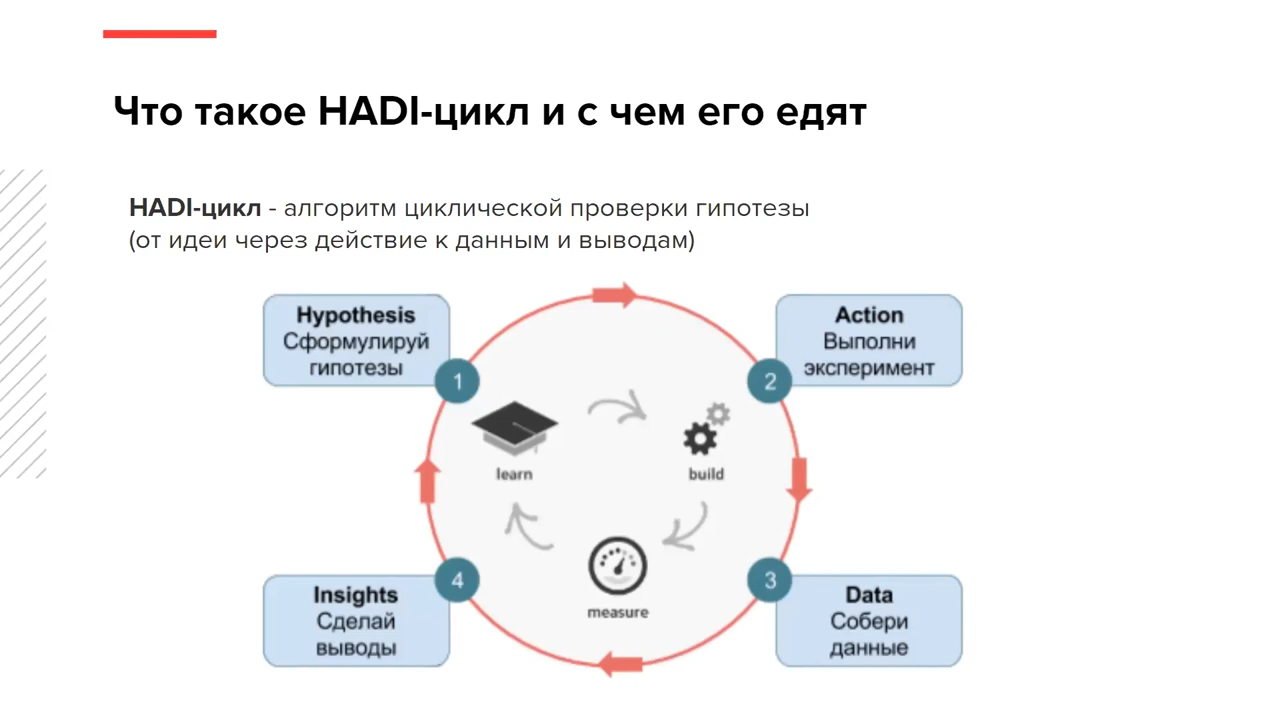 Что такое HADI-цикл и с чем его едят
HADI-цикл - алгоритм циклической проверки гипотезы
(от идеи через действие к данным и выводам)
Hypothesis
Сформулируй
гипотезы
1
Action
Выполни
эксперимент
2
learn
build
measure
Insights
Сделай
выводы
4
Data
Собери
данные
3